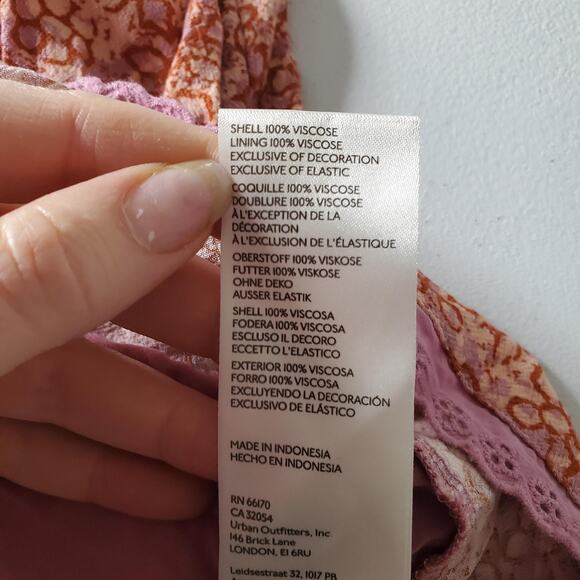 SHELL 100% VISCOSE
LINING 100% VISCOSE
EXCLUSIVE OF DECORATION
EXCLUSIVE OF ELASTIC
COQUILLE 100% VISCOSE
DOUBLURE 100% VISCOSE
À L'EXCEPTION DE LA
DÉCORATION
À L'EXCLUSION DE L'ÉLASTIQUE
OBERSTOFF 100% VISKOSE
FUTTER 100% VISKOSE
OHNE DEKO
AUSSER ELASTIK
SHELL 100% VISCOSA
FODERA 100% VISCOSA
ESCLUSO IL DECORO
ECCETTO L'ELASTICO
EXTERIOR 100% VISCOSA
FORRO 100% VISCOSA
EXCLUYENDO LA DECORACIÓN
EXCLUSIVO DE ELÁSTICO
MADE IN INDONESIA
HECHO EN INDONESIA
RN 66170
CA 32054
Urban Outfitters, Inc.
146 Brick Lane
LONDON, E1 6RU
Leidsestraat 32, 1017 PB